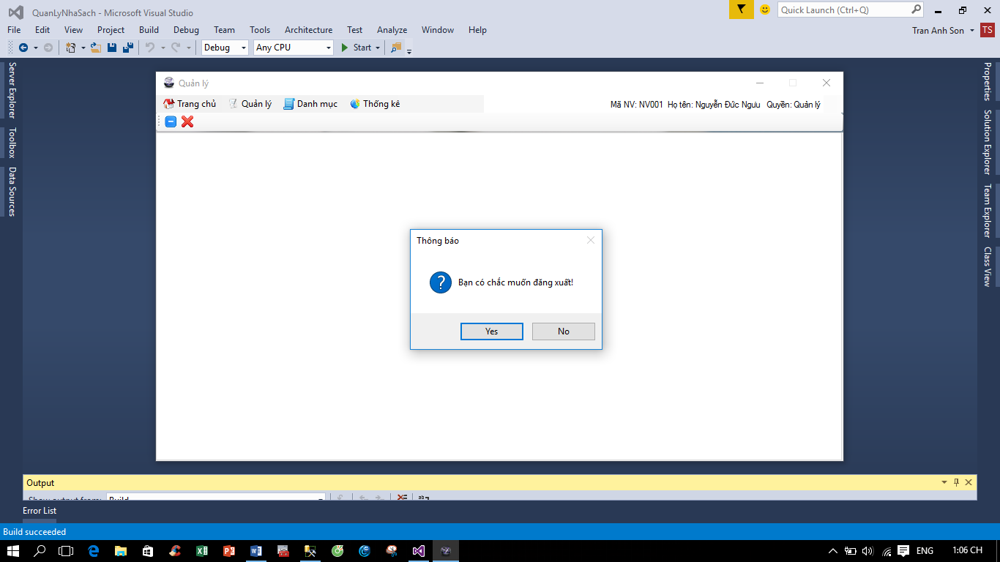 QuanLyNhaSach - Microsoft Visual Studio
Quick Launch (Ctrl+Q)
File Edit View Project Build Debug Team Tools Architecture Test Analyze Window Help
Tran Anh Son TS
Debug Any CPU Start
Server Explorer
Toolbox
Data Sources
Properties
Solution Explorer
Team Explorer
Class View
Quản lý
Trang chủ Quản lý Danh mục Thống kê
Mã NV: NV001 Họ tên: Nguyễn Đức Ngưu Quyền: Quản lý
Thông báo
Bạn có chắc muốn đăng xuất!
Yes No
Output
Show output from: Build
Error List
Build succeeded
ENG 1:06 CH